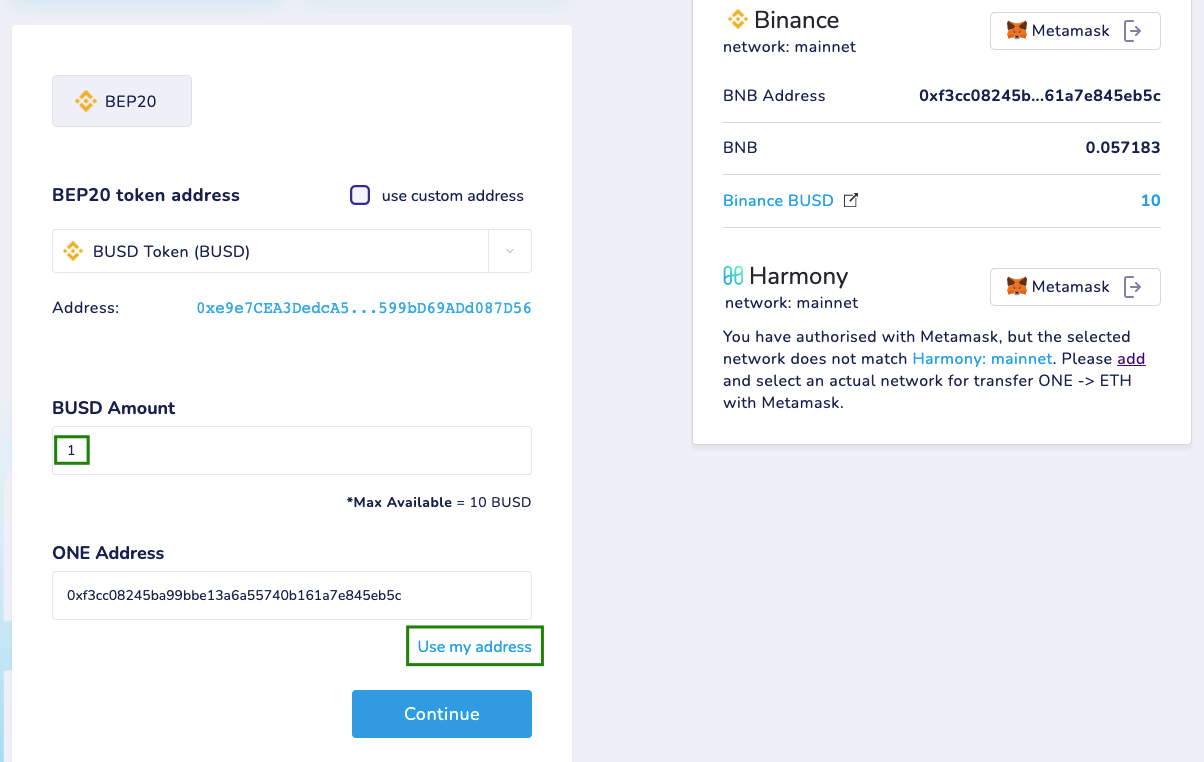 BEP20
BEP20 token address
use custom address
BUSD Token (BUSD)
Address:
0xe9e7CEA3DedcA5...599bD69ADd087D56
BUSD Amount
1
*Max Available = 10 BUSD
ONE Address
0xf3cc08245ba99bbe13a6a55740b161a7e845eb5c
Use my address
Continue
Binance
Metamask
network: mainnet
BNB Address
0xf3cc08245b...61a7e845eb5c
BNB
0.057183
Binance BUSD
10
Harmony
Metamask
network: mainnet
You have authorised with Metamask, but the selected
network does not match Harmony: mainnet. Please add
and select an actual network for transfer ONE -> ETH
with Metamask.